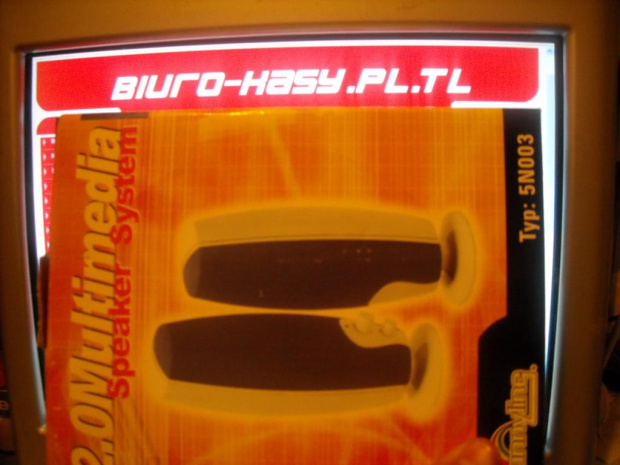 BIUrO-HASY.PL.TL
2.0Multimedia
Speaker System
Typ: 5N003